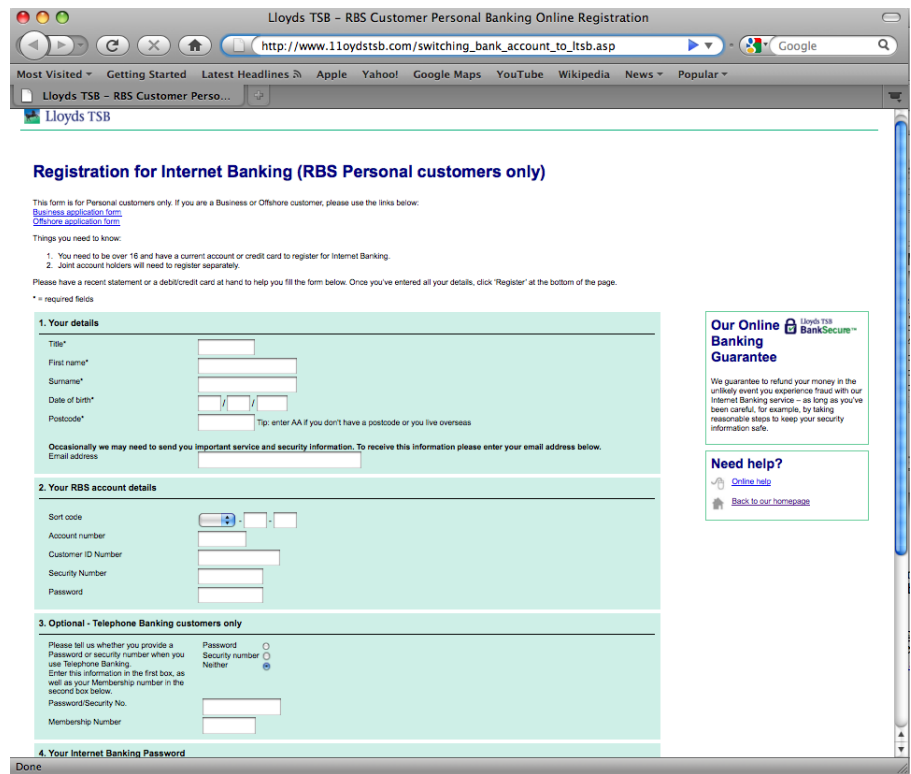 Lloyds TSB – RBS Customer Personal Banking Online Registration
http://www.11oydstsb.com/switching_bank_account_to_ltsb.asp
Google
Most Visited Getting Started Latest Headlines Apple Yahoo! Google Maps YouTube Wikipedia News Popular
Lloyds TSB – RBS Customer Perso...
Lloyds TSB
Registration for Internet Banking (RBS Personal customers only)
This form is for Personal customers only. If you are a Business or Offshore customer, please use the links below:
Business application form
Offshore application form
Things you need to know:
1. You need to be over 16 and have a current account or credit card to register for Internet Banking.
2. Joint account holders will need to register separately.
Please have a recent statement or a debit/credit card at hand to help you fill the form below. Once you've entered all your details, click 'Register' at the bottom of the page.
* = required fields
1. Your details
Title*
First name*
Surname*
Date of birth*
/ /
Postcode*
Tip: enter AA if you don't have a postcode or you live overseas
Occasionally we may need to send you important service and security information. To receive this information please enter your email address below.
Email address
2. Your RBS account details
Sort code
- -
Account number
Customer ID Number
Security Number
Password
3. Optional - Telephone Banking customers only
Please tell us whether you provide a
Password or security number when you
use Telephone Banking.
Enter this information in the first box, as
well as your Membership number in the
second box below.
Password
Security number
Neither
Password/Security No.
Membership Number
4. Your Internet Banking Password
Our Online
Banking
Guarantee
Lloyds TSB
BankSecure™
We guarantee to refund your money in the
unlikely event you experience fraud with our
Internet Banking service – as long as you've
been careful, for example, by taking
reasonable steps to keep your security
information safe.
Need help?
Online help
Back to our homepage
Done